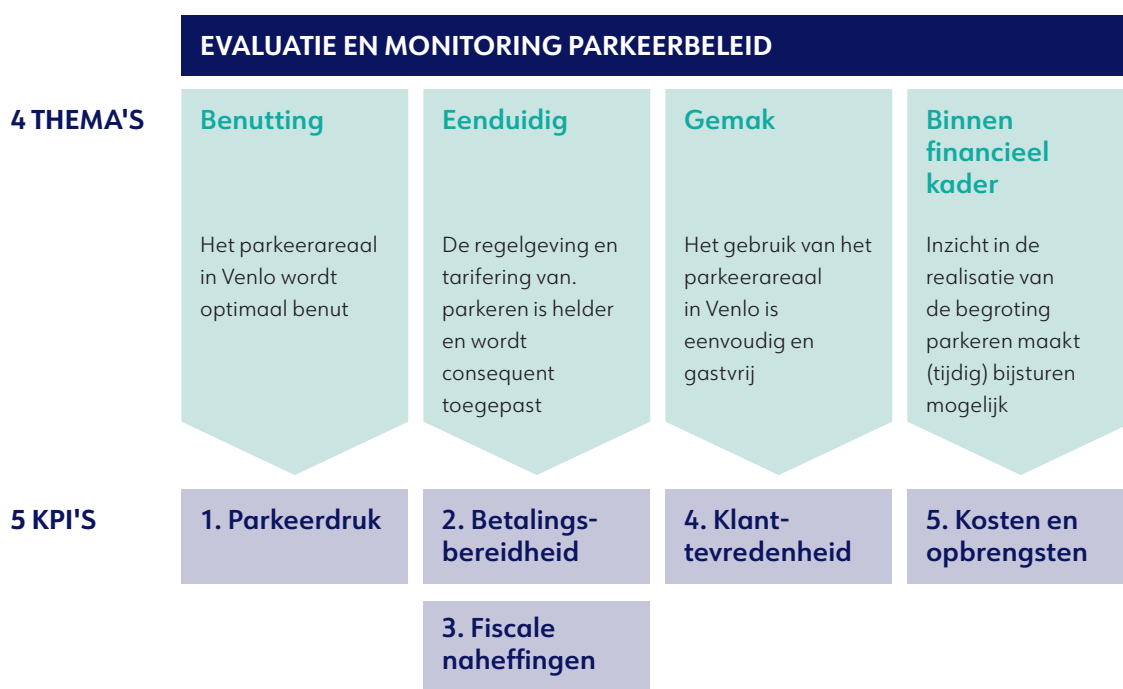 EVALUATIE EN MONITORING PARKEERBELEID
4 THEMA'S
Benutting
Het parkeerareaal
in Venlo wordt
optimaal benut
Eenduidig
De regelgeving en
tarifering van.
parkeren is helder
en wordt
consequent
toegepast
Gemak
Het gebruik van het
parkeerareaal
in Venlo is
eenvoudig en
gastvrij
Binnen
financieel
kader
Inzicht in de
realisatie van
de begroting
parkeren maakt
(tijdig) bijsturen
mogelijk
5 KPI'S
1. Parkeerdruk
2. Betalings-
bereidheid
3. Fiscale
naheffingen
4. Klant-
tevredenheid
5. Kosten en
opbrengsten